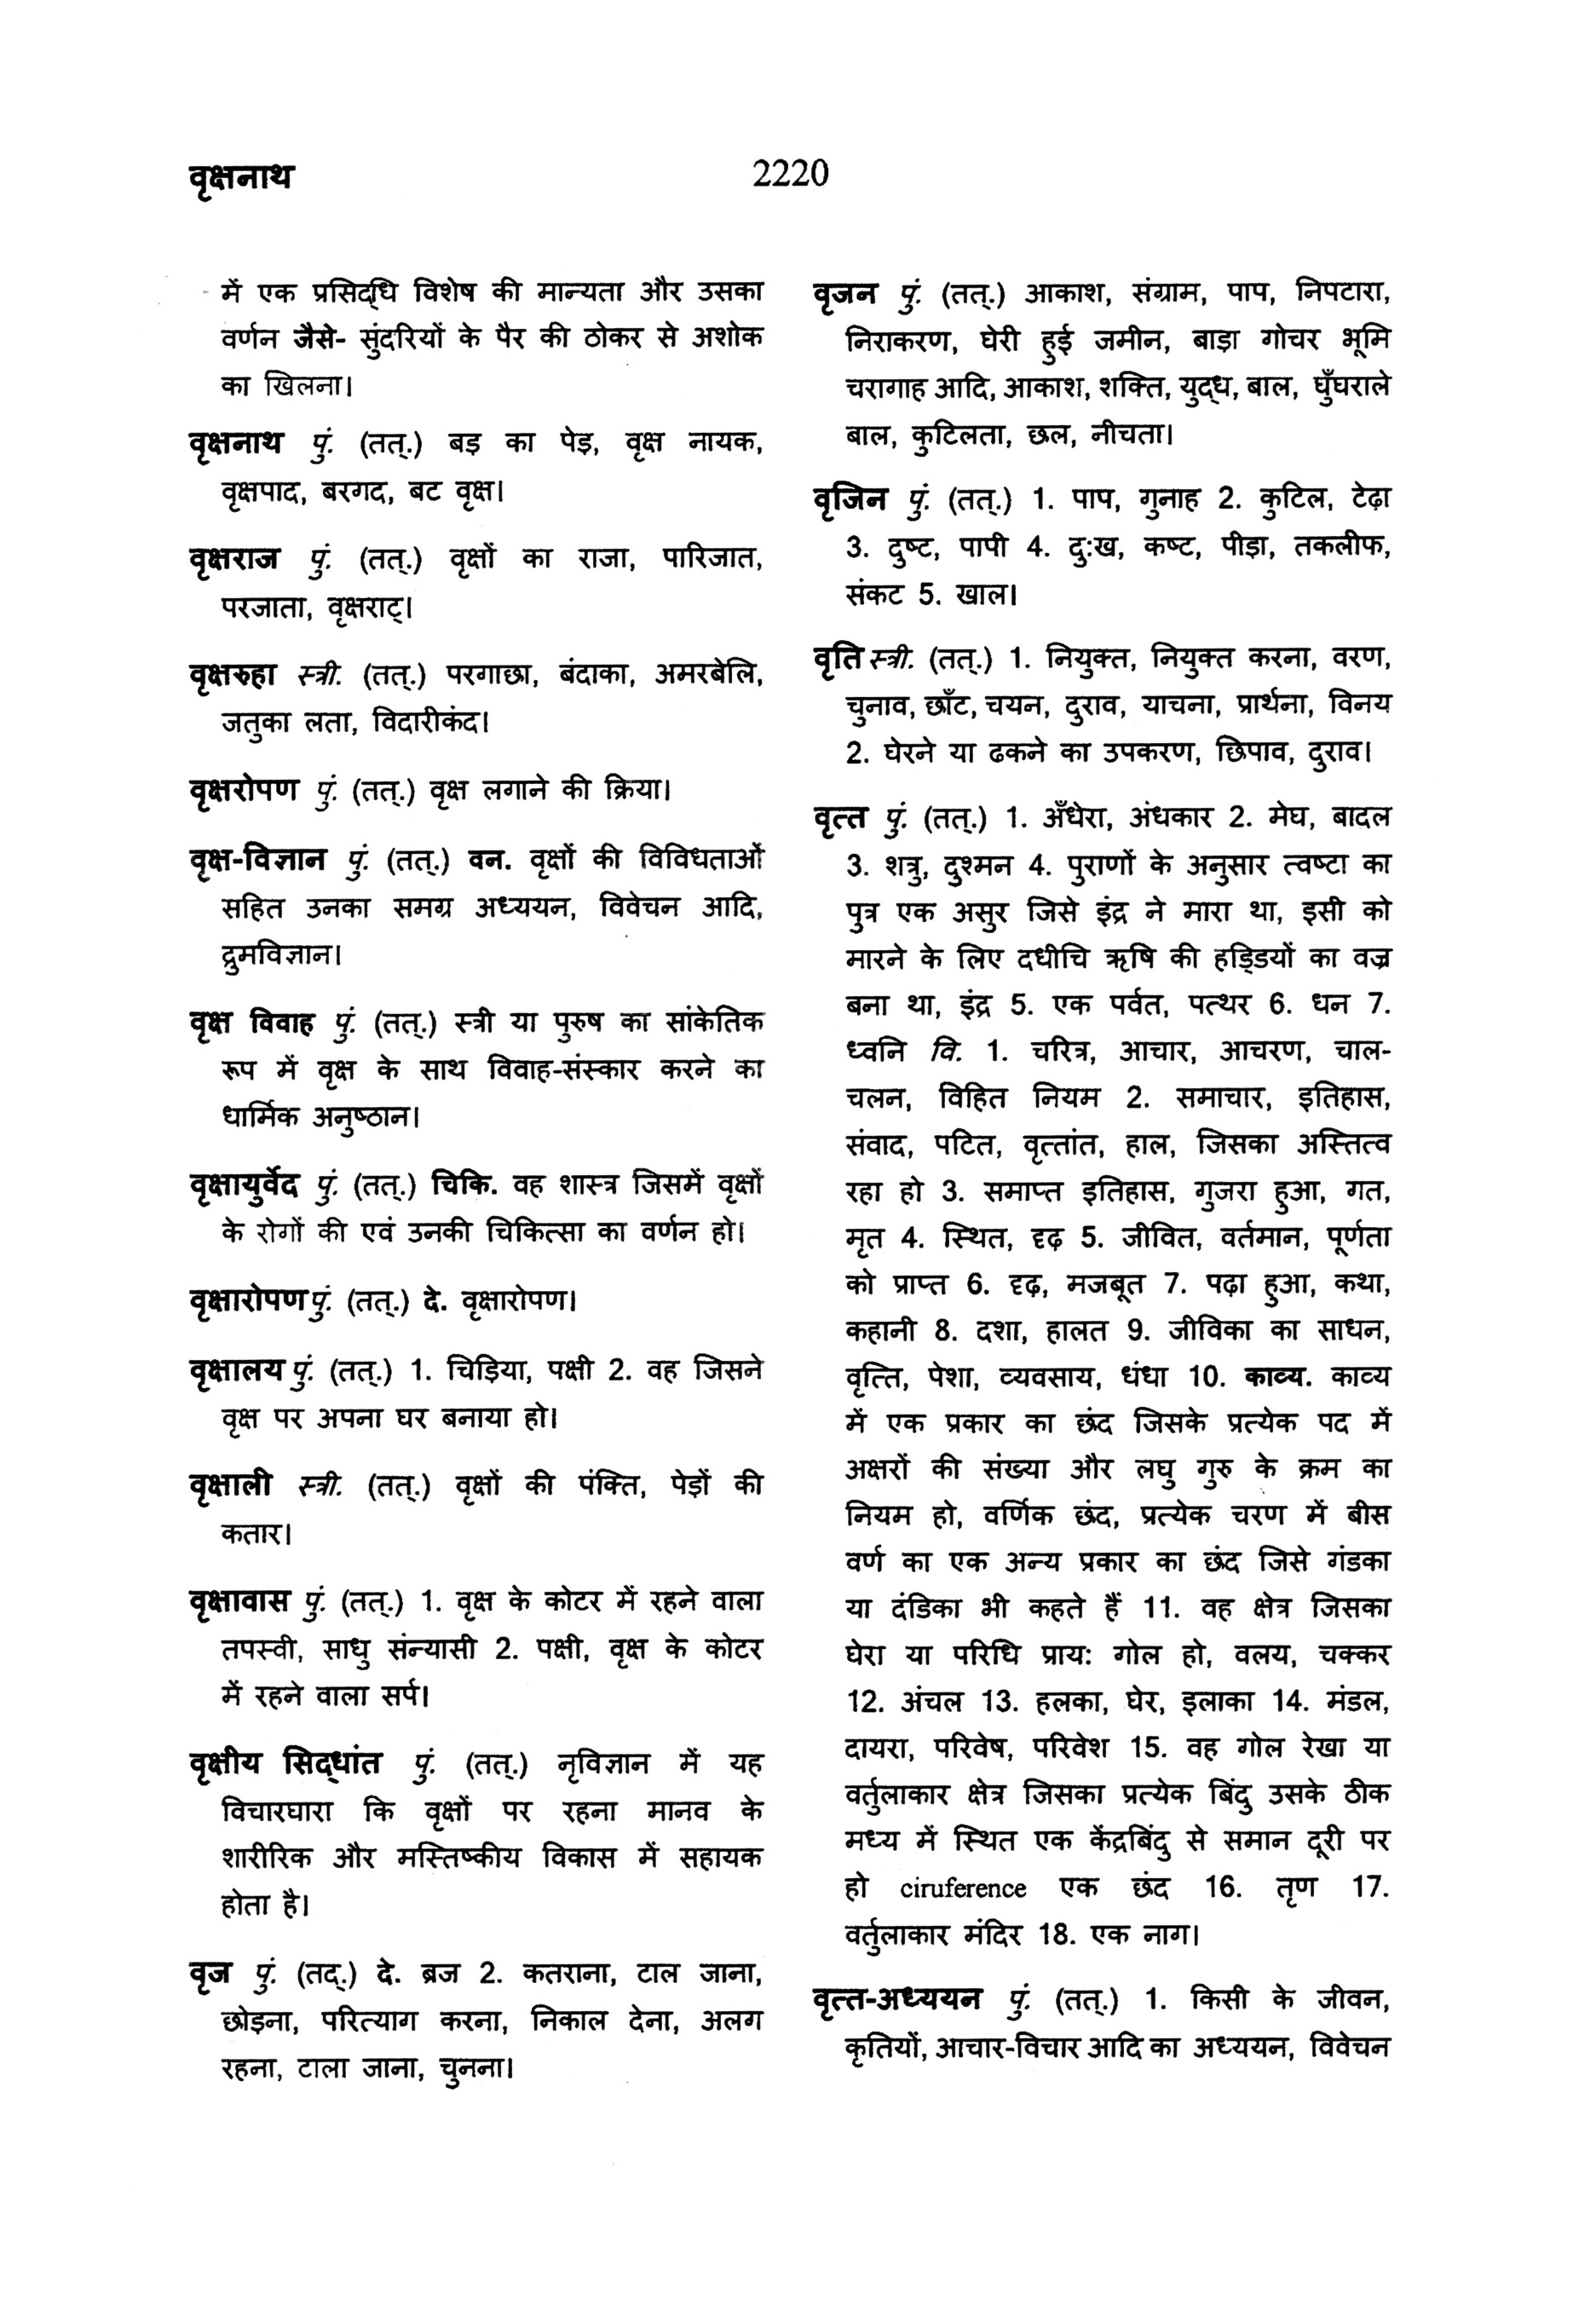 वृक्षनाथ
2220
में एक प्रसिद्धि विशेष की मान्यता और उसका
वर्णन जैसे- सुंदरियों के पैर की ठोकर से अशोक
का खिलना।
वृक्षनाथ पुं. (तत्.) बड़ का पेड़, वृक्ष नायक,
वृक्षपाद, बरगद, बट वृक्ष।
वृक्षराज पुं. (तत्.) वृक्षों का राजा, पारिजात,
परजाता, वृक्षराट्।
वृक्षरुहा स्त्री. (तत्.) परगाछा, बंदाका, अमरबेलि,
जतुका लता, विदारीकंद।
वृक्षरोपण पुं. (तत्.) वृक्ष लगाने की क्रिया।
वृक्ष-विज्ञान पुं. (तत्.) वन. वृक्षों की विविधताओं
सहित उनका समग्र अध्ययन, विवेचन आदि,
द्रुमविज्ञान।
वृक्ष विवाह पुं. (तत्.) स्त्री या पुरुष का सांकेतिक
रूप में वृक्ष के साथ विवाह-संस्कार करने का
धार्मिक अनुष्ठान।
वृक्षायुर्वेद पुं. (तत्.) चिकि. वह शास्त्र जिसमें वृक्षों
के रोगों की एवं उनकी चिकित्सा का वर्णन हो।
वृक्षारोपण पुं. (तत्.) दे. वृक्षारोपण।
वृक्षालय पुं. (तत्.) 1. चिड़िया, पक्षी 2. वह जिसने
वृक्ष पर अपना घर बनाया हो।
वृक्षाली स्त्री. (तत्.) वृक्षों की पंक्ति, पेड़ों की
कतार।
वृक्षावास पुं. (तत्.) 1. वृक्ष के कोटर में रहने वाला
तपस्वी, साधु संन्यासी 2. पक्षी, वृक्ष के कोटर
में रहने वाला सर्प।
वृक्षीय सिद्धांत पुं. (तत्.) नृविज्ञान में यह
विचारघारा कि वृक्षों पर रहना मानव के
शारीरिक और मस्तिष्कीय विकास में सहायक
होता है।
वृज पुं. (तद्.) दे. ब्रज 2. कतराना, टाल जाना,
छोड़ना, परित्याग करना, निकाल देना, अलग
रहना, टाला जाना, चुनना।
वृजन पुं. (तत्.) आकाश, संग्राम, पाप, निपटारा,
निराकरण, घेरी हुई जमीन, बाड़ा गोचर भूमि
चरागाह आदि, आकाश, शक्ति, युद्ध, बाल, घुँघराले
बाल, कुटिलता, छल, नीचता।
वृजिन पुं. (तत्.) 1. पाप, गुनाह 2. कुटिल, टेढ़ा
3. दुष्ट, पापी 4. दु:ख, कष्ट, पीड़ा, तकलीफ,
संकट 5. खाल।
वृति स्त्री. (तत्.) 1. नियुक्त, नियुक्त करना, वरण,
चुनाव, छाँट, चयन, दुराव, याचना, प्रार्थना, विनय
2. घेरने या ढकने का उपकरण, छिपाव, दुराव।
वृत्त पुं. (तत्.) 1. अँधेरा, अंधकार 2. मेघ, बादल
3. शत्रु, दुश्मन 4. पुराणों के अनुसार त्वष्टा का
पुत्र एक असुर जिसे इंद्र ने मारा था, इसी को
मारने के लिए दधीचि ऋषि की हड्डियों का वज्र
बना था, इंद्र 5. एक पर्वत, पत्थर 6. धन 7.
ध्वनि वि. 1. चरित्र, आचार, आचरण, चाल-
चलन, विहित नियम 2. समाचार, इतिहास,
संवाद, पटित, वृत्तांत, हाल, जिसका अस्तित्व
रहा हो 3. समाप्त इतिहास, गुजरा हुआ, गत,
मृत 4. स्थित, दृढ़ 5. जीवित, वर्तमान, पूर्णता
को प्राप्त 6. दृढ़, मजबूत 7. पढ़ा हुआ, कथा,
कहानी 8. दशा, हालत 9. जीविका का साधन,
वृत्ति, पेशा, व्यवसाय, धंधा 10. काव्य. काव्य
में एक प्रकार का छंद जिसके प्रत्येक पद में
अक्षरों की संख्या और लघु गुरु के क्रम का
नियम हो, वर्णिक छंद, प्रत्येक चरण में बीस
वर्ण का एक अन्य प्रकार का छंद जिसे गंडका
या दंडिका भी कहते हैं 11. वह क्षेत्र जिसका
घेरा या परिधि प्राय: गोल हो, वलय, चक्कर
12. अंचल 13. हलका, घेर, इलाका 14. मंडल,
दायरा, परिवेष, परिवेश 15. वह गोल रेखा या
वर्तुलाकार क्षेत्र जिसका प्रत्येक बिंदु उसके ठीक
मध्य में स्थित एक केंद्रबिंदु से समान दूरी पर
हो ciruference एक छंद 16. तृण 17.
वर्तुलाकार मंदिर 18. एक नाग।
वृत्त-अध्ययन पुं. (तत्.) 1. किसी के जीवन,
कृतियों, आचार-विचार आदि का अध्ययन, विवेचन